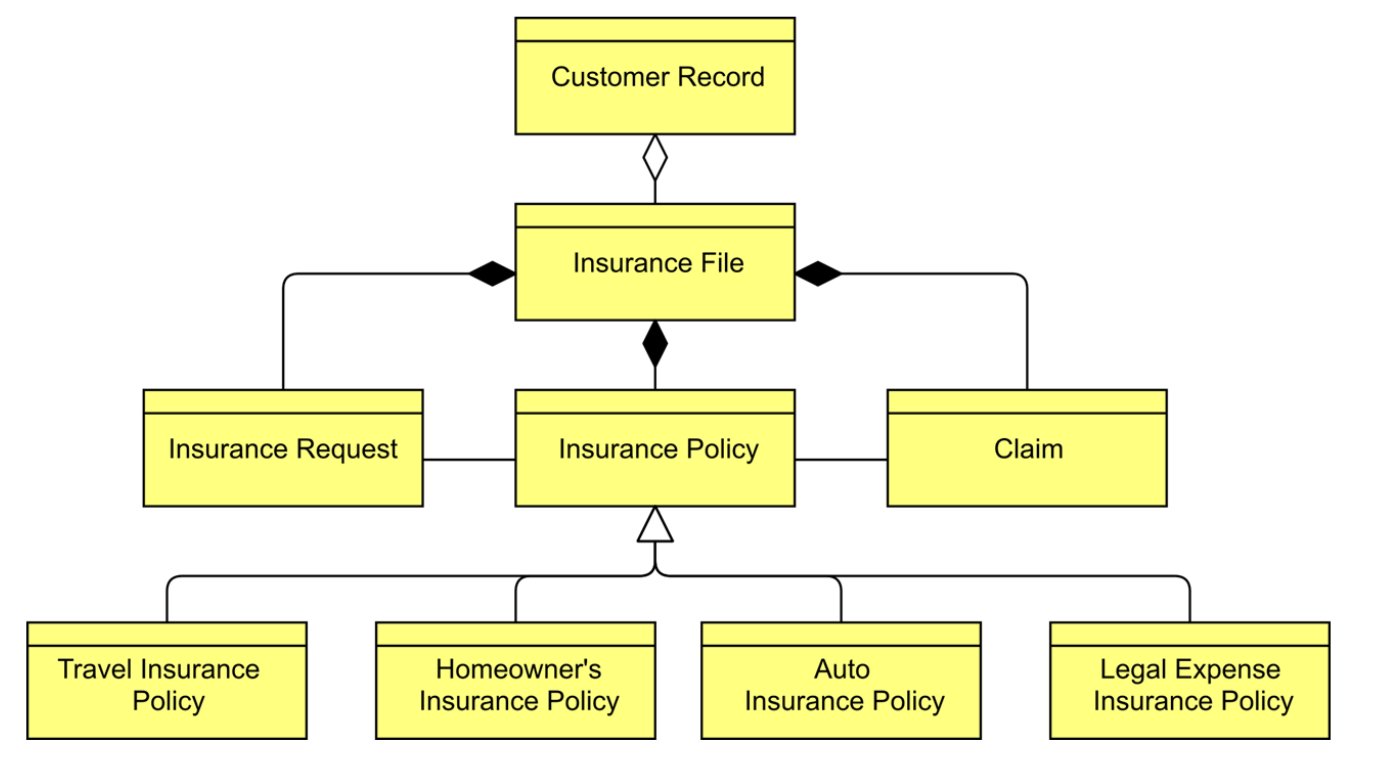 Customer Record
Insurance File
Insurance Request
Insurance Policy
Claim
Travel Insurance
Policy
Homeowner's
Insurance Policy
Auto
Insurance Policy
Legal Expense
Insurance Policy